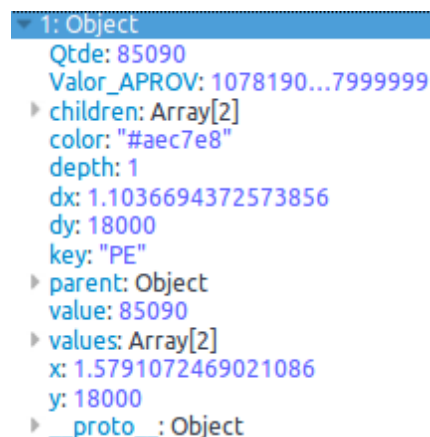 1: Object
Qtde: 85090
Valor_APROV: 1078190...7999999
children: Array[2]
color: "#aec7e8"
depth: 1
dx: 1.1036694372573856
dy: 18000
key: "PE"
parent: Object
value: 85090
values: Array[2]
x: 1.5791072469021086
y: 18000
__proto__: Object